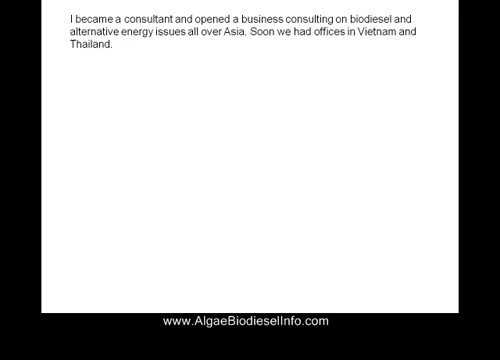 I became a consultant and opened a business consulting on biodiesel and
alternative energy issues all over Asia. Soon we had offices in Vietnam and
Thailand.
www.AlgaeBiodieselInfo.com